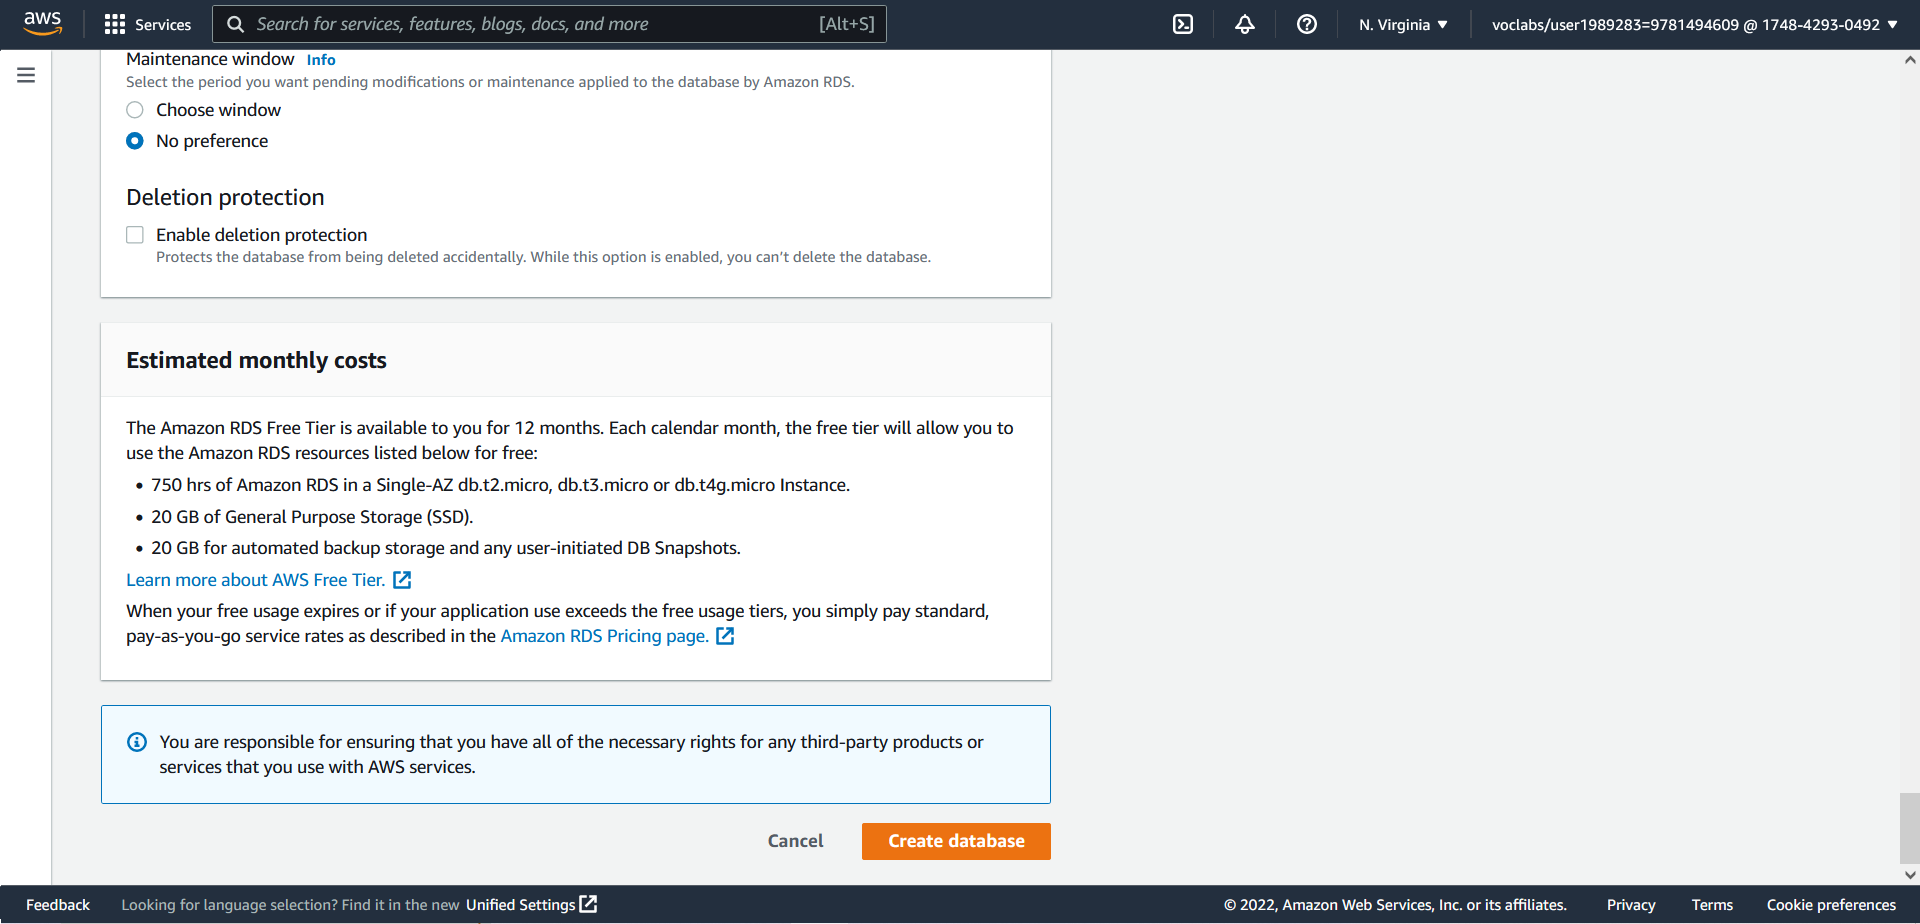 aws
Services
Search for services, features, blogs, docs, and more
[Alt+S]
N. Virginia
voclabs/user1989283=9781494609 @ 1748-4293-0492
Maintenance window Info
Select the period you want pending modifications or maintenance applied to the database by Amazon RDS.
Choose window
No preference
Deletion protection
Enable deletion protection
Protects the database from being deleted accidentally. While this option is enabled, you can’t delete the database.
Estimated monthly costs
The Amazon RDS Free Tier is available to you for 12 months. Each calendar month, the free tier will allow you to
use the Amazon RDS resources listed below for free:
• 750 hrs of Amazon RDS in a Single-AZ db.t2.micro, db.t3.micro or db.t4g.micro Instance.
• 20 GB of General Purpose Storage (SSD).
• 20 GB for automated backup storage and any user-initiated DB Snapshots.
Learn more about AWS Free Tier.
When your free usage expires or if your application use exceeds the free usage tiers, you simply pay standard,
pay-as-you-go service rates as described in the Amazon RDS Pricing page.
You are responsible for ensuring that you have all of the necessary rights for any third-party products or
services that you use with AWS services.
Cancel
Create database
Feedback
Looking for language selection? Find it in the new Unified Settings
© 2022, Amazon Web Services, Inc. or its affiliates.
Privacy
Terms
Cookie preferences